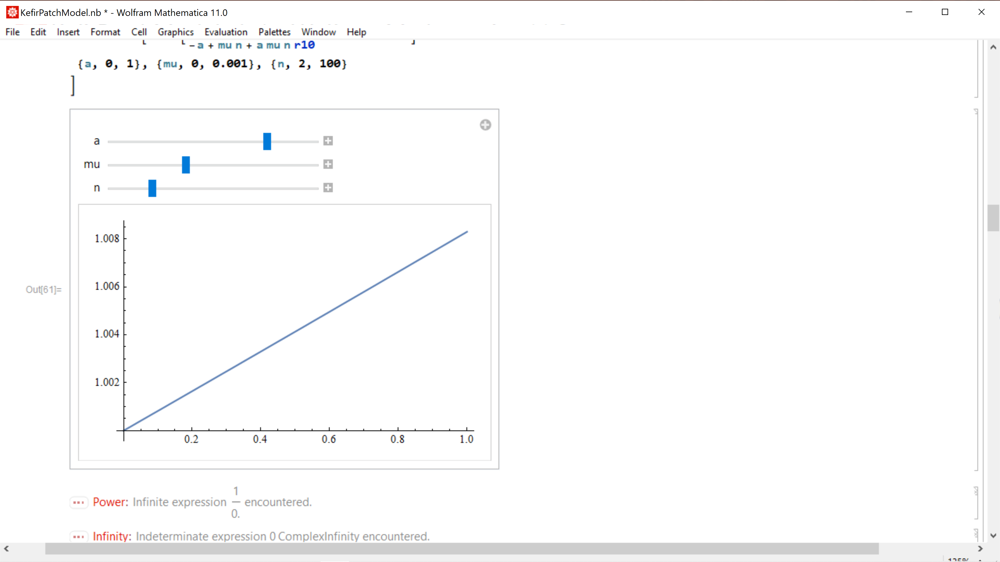 KefirPatchModel.nb * - Wolfram Mathematica 11.0
File Edit Insert Format Cell Graphics Evaluation Palettes Window Help
-a + mu n + a mu n r10
{a, 0, 1}, {mu, 0, 0.001}, {n, 2, 100}
]
a
mu
n
1.008
1.006
Out[61]=
1.004
1.002
0.2 0.4 0.6 0.8 1.0
Power: Infinite expression 1/0. encountered.
Infinity: Indeterminate expression 0 ComplexInfinity encountered.